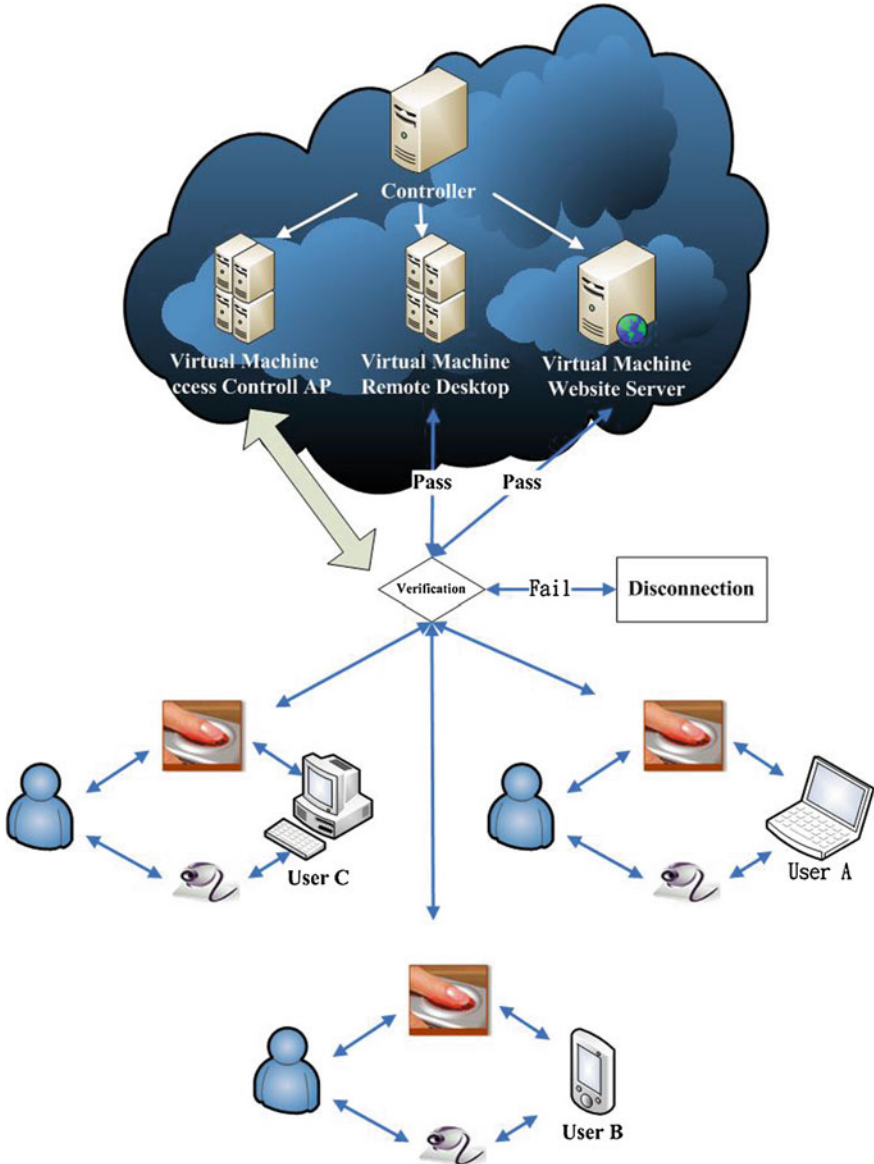 Controller
Virtual Machine
ccess Controll AP
Virtual Machine
Remote Desktop
Virtual Machine
Website Server
Pass
Pass
Verification
Fail
Disconnection
User C
User A
User B